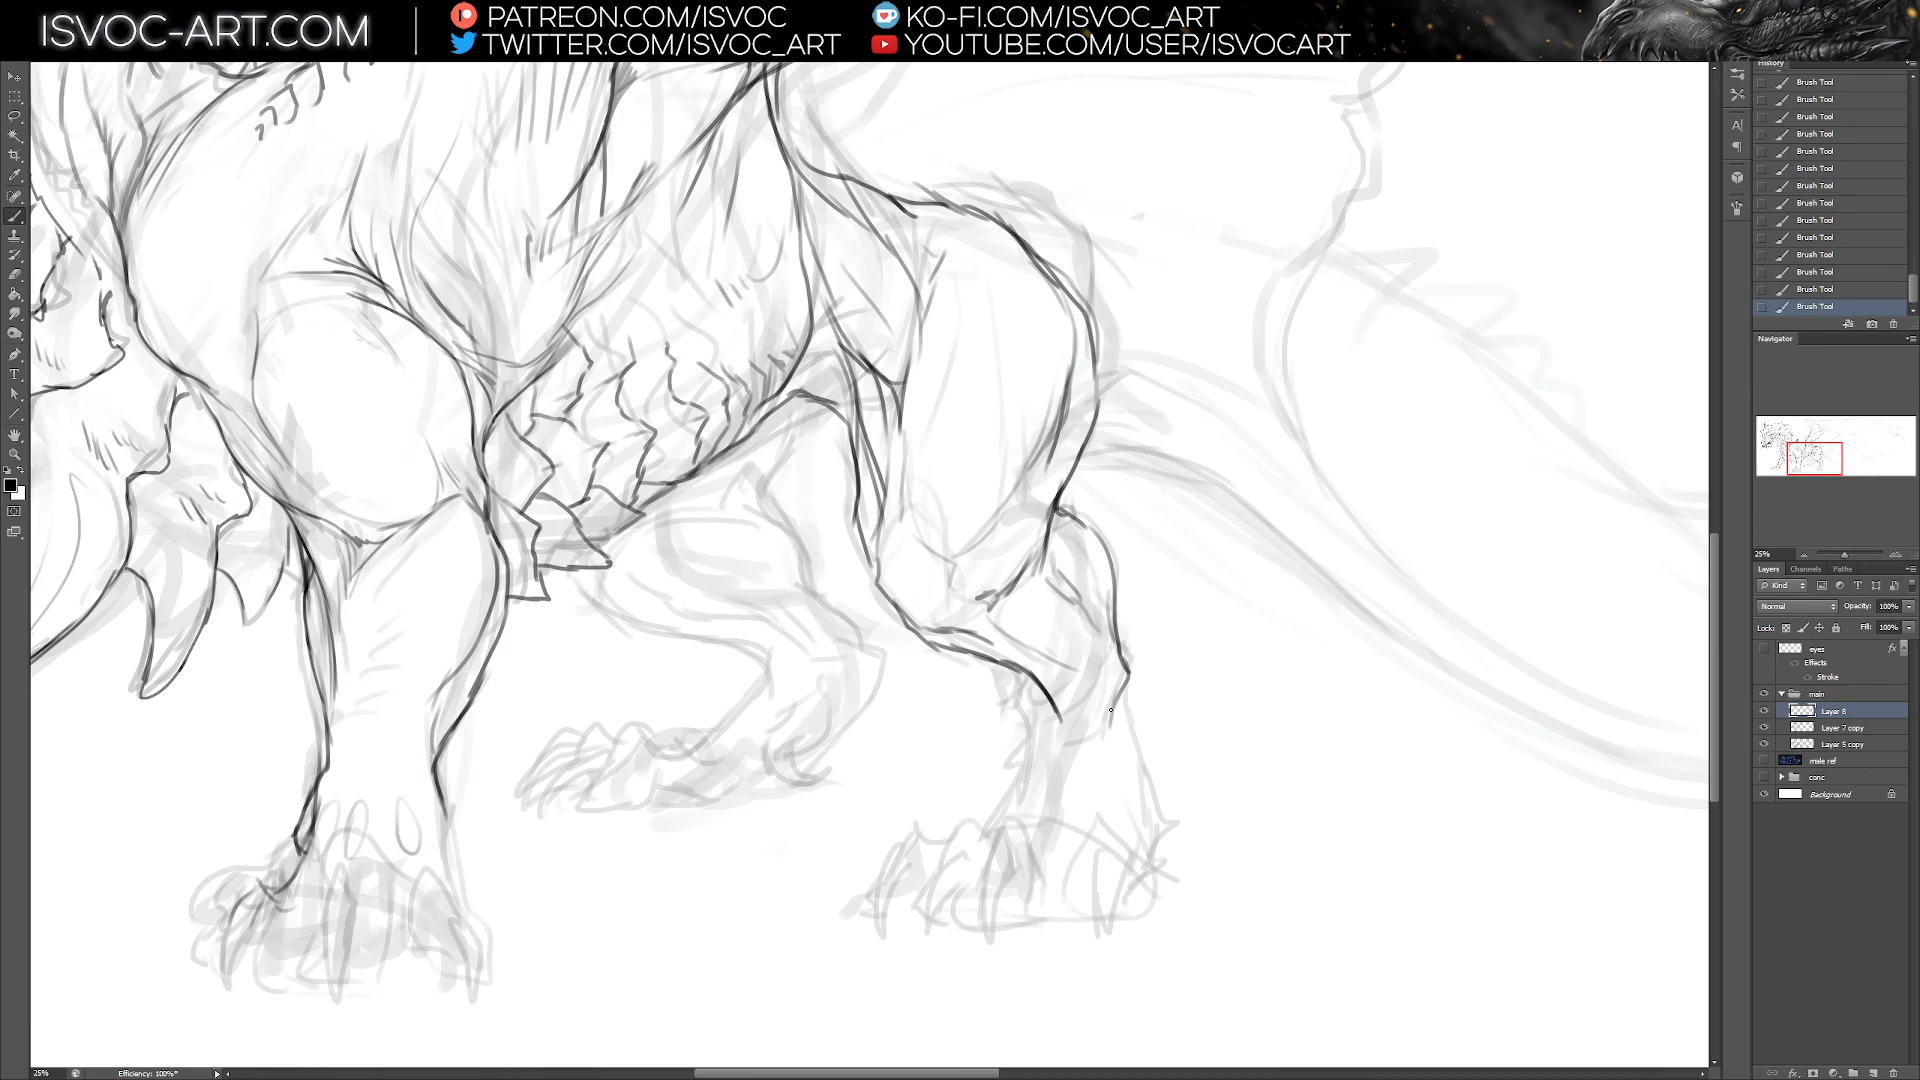 ISVOC-ART.COM
PATREON.COM/ISVOC
KO-FI.COM/ISVOC_ART
TWITTER.COM/ISVOC_ART
YOUTUBE.COM/USER/ISVOCART
History
Brush Tool
Brush Tool
Brush Tool
Brush Tool
Brush Tool
Brush Tool
Brush Tool
Brush Tool
Brush Tool
Brush Tool
Brush Tool
Brush Tool
Brush Tool
Brush Tool
Navigator
25%
Layers Channels Paths
Kind
Normal Opacity: 100%
Lock: Fill: 100%
eyes fx
Effects
Stroke
main
Layer 8
Layer 7 copy
Layer 5 copy
male ref
conc
Background
25% Efficiency: 100%*